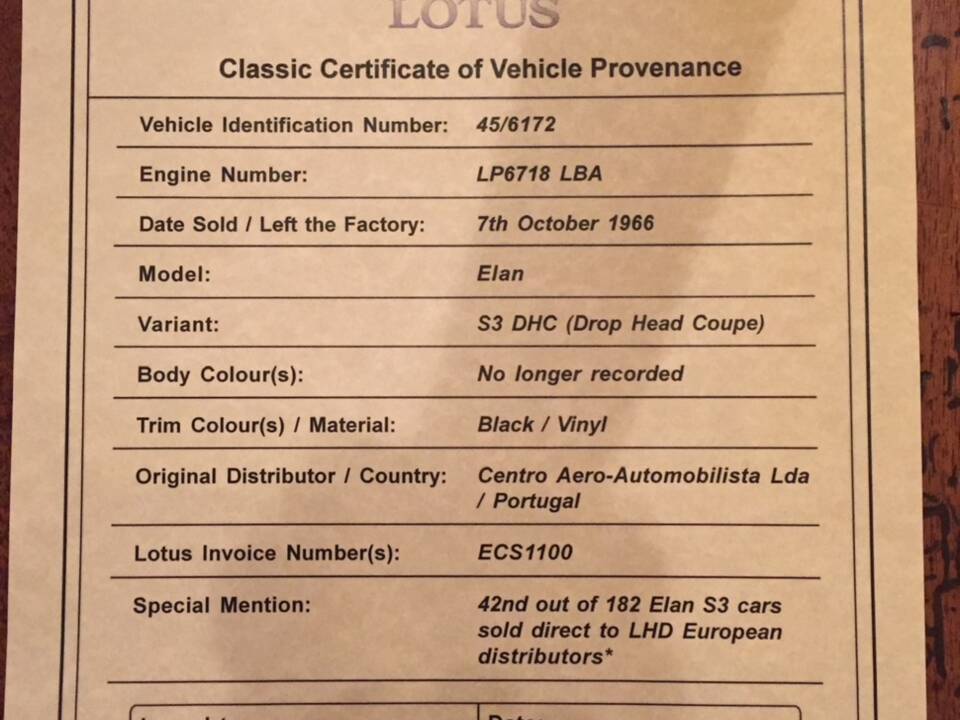 LOTUS
Classic Certificate of Vehicle Provenance
Vehicle Identification Number: 45/6172
Engine Number: LP6718 LBA
Date Sold / Left the Factory: 7th October 1966
Model: Elan
Variant: S3 DHC (Drop Head Coupe)
Body Colour(s): No longer recorded
Trim Colour(s) / Material: Black / Vinyl
Original Distributor / Country: Centro Aero-Automobilista Lda
/ Portugal
Lotus Invoice Number(s): ECS1100
Special Mention: 42nd out of 182 Elan S3 cars
sold direct to LHD European
distributors*